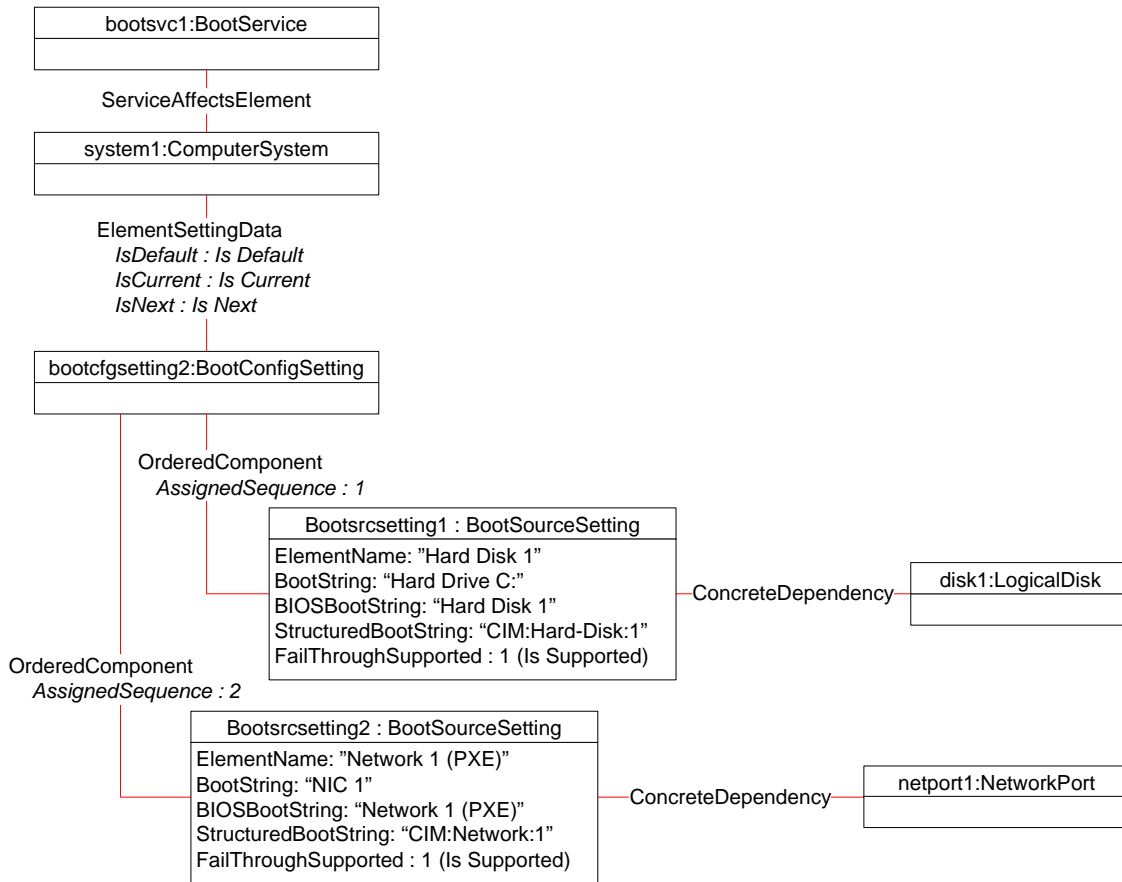 bootsvc1:BootService
ServiceAffectsElement
system1:ComputerSystem
ElementSettingData
IsDefault : Is Default
IsCurrent : Is Current
IsNext : Is Next
bootcfgsetting2:BootConfigSetting
OrderedComponent
AssignedSequence : 1
Bootsrcsetting1 : BootSourceSetting
ElementName: ”Hard Disk 1”
BootString: “Hard Drive C:”
BIOSBootString: “Hard Disk 1”
StructuredBootString: “CIM:Hard-Disk:1”
FailThroughSupported : 1 (Is Supported)
ConcreteDependency
disk1:LogicalDisk
OrderedComponent
AssignedSequence : 2
Bootsrcsetting2 : BootSourceSetting
ElementName: ”Network 1 (PXE)”
BootString: “NIC 1”
BIOSBootString: “Network 1 (PXE)”
StructuredBootString: “CIM:Network:1”
FailThroughSupported : 1 (Is Supported)
ConcreteDependency
netport1:NetworkPort